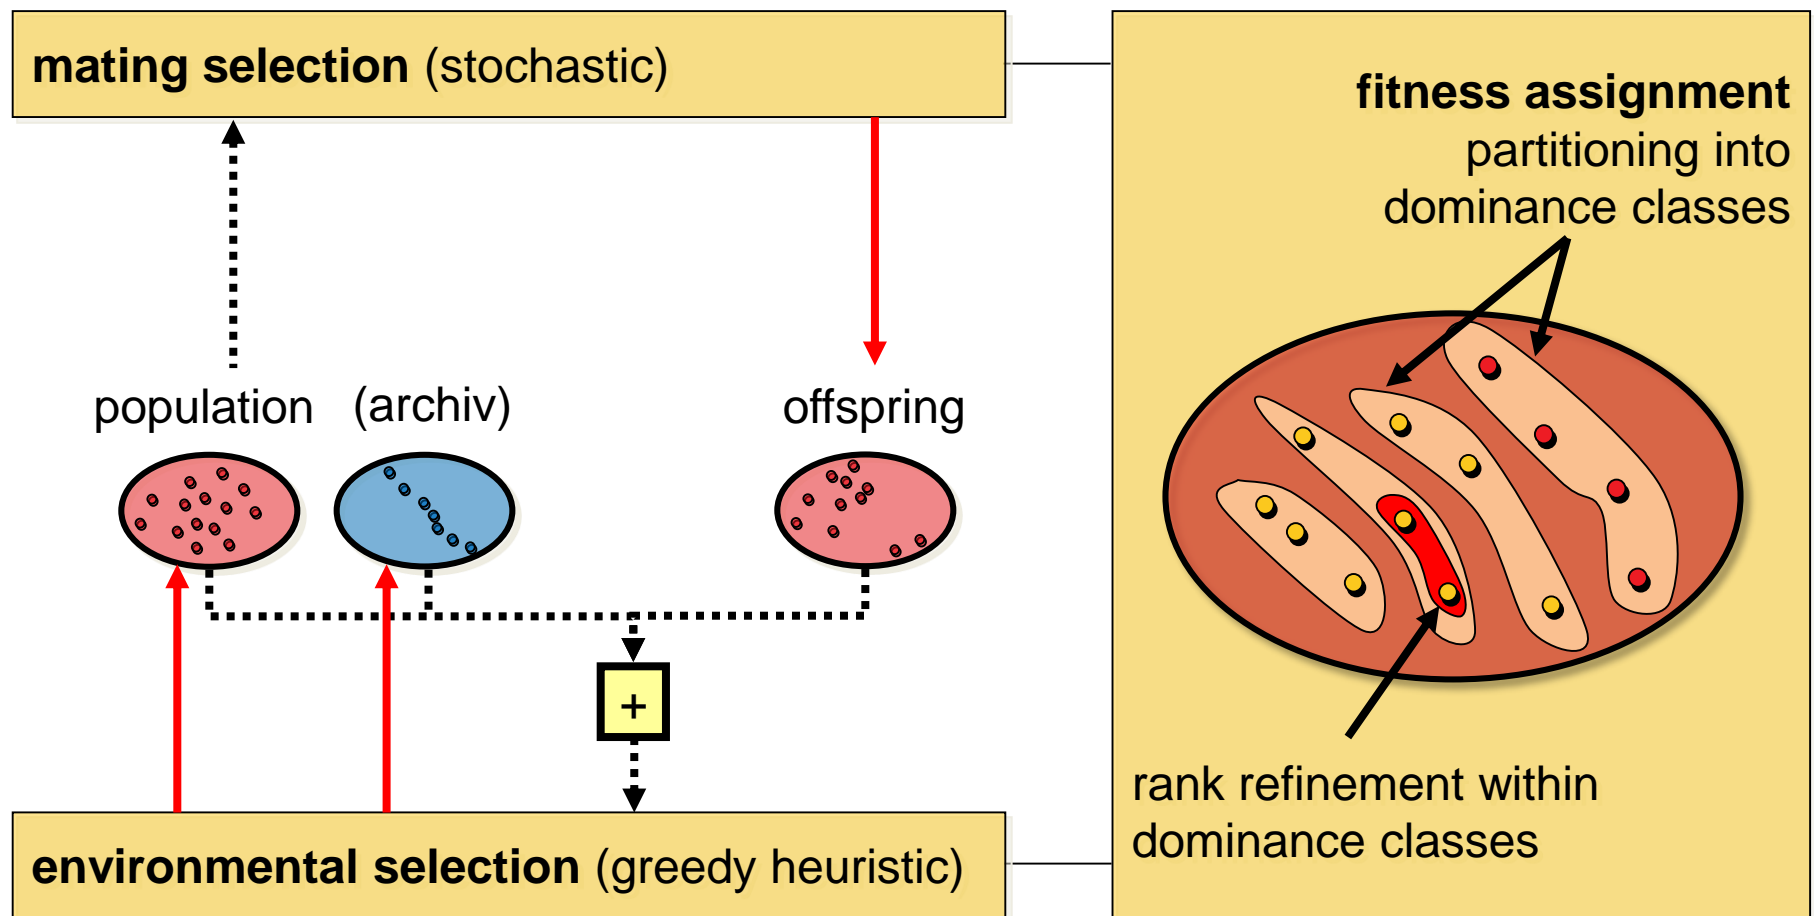 mating selection (stochastic)
fitness assignment
partitioning into
dominance classes
population
(archiv)
offspring
+
rank refinement within
dominance classes
environmental selection (greedy heuristic)